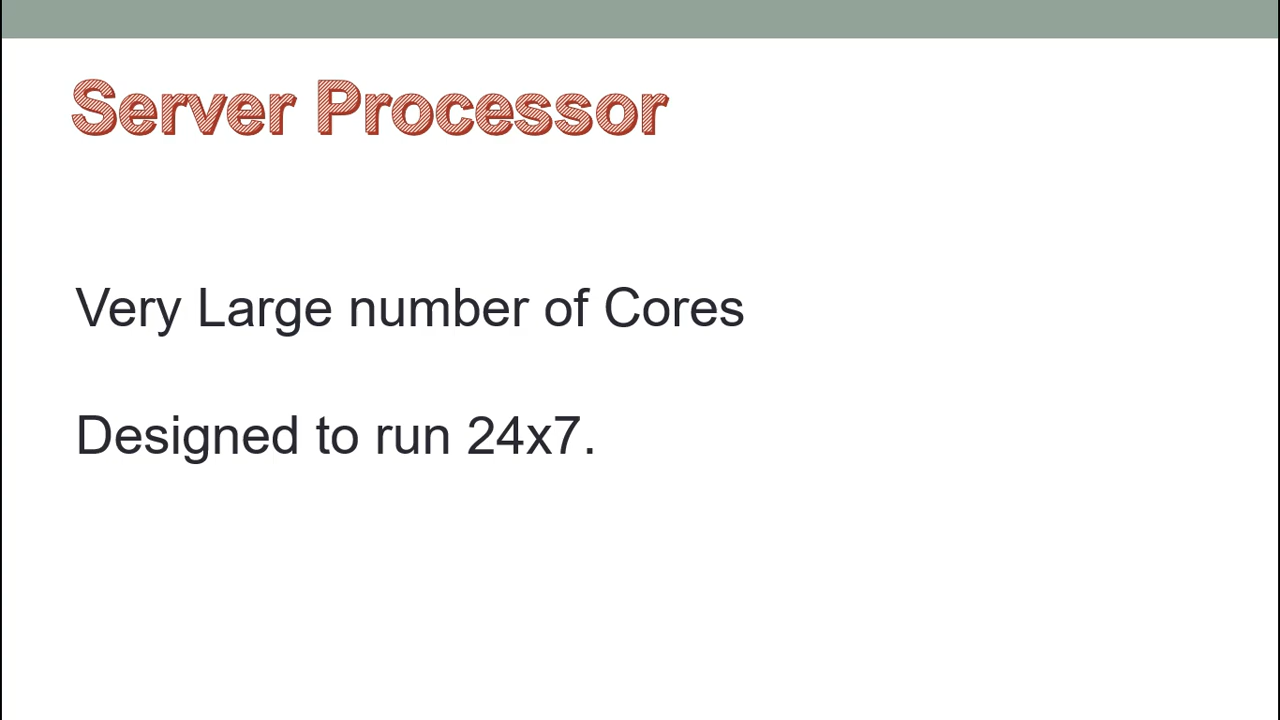 Server Processor
Very Large number of Cores
Designed to run 24x7.